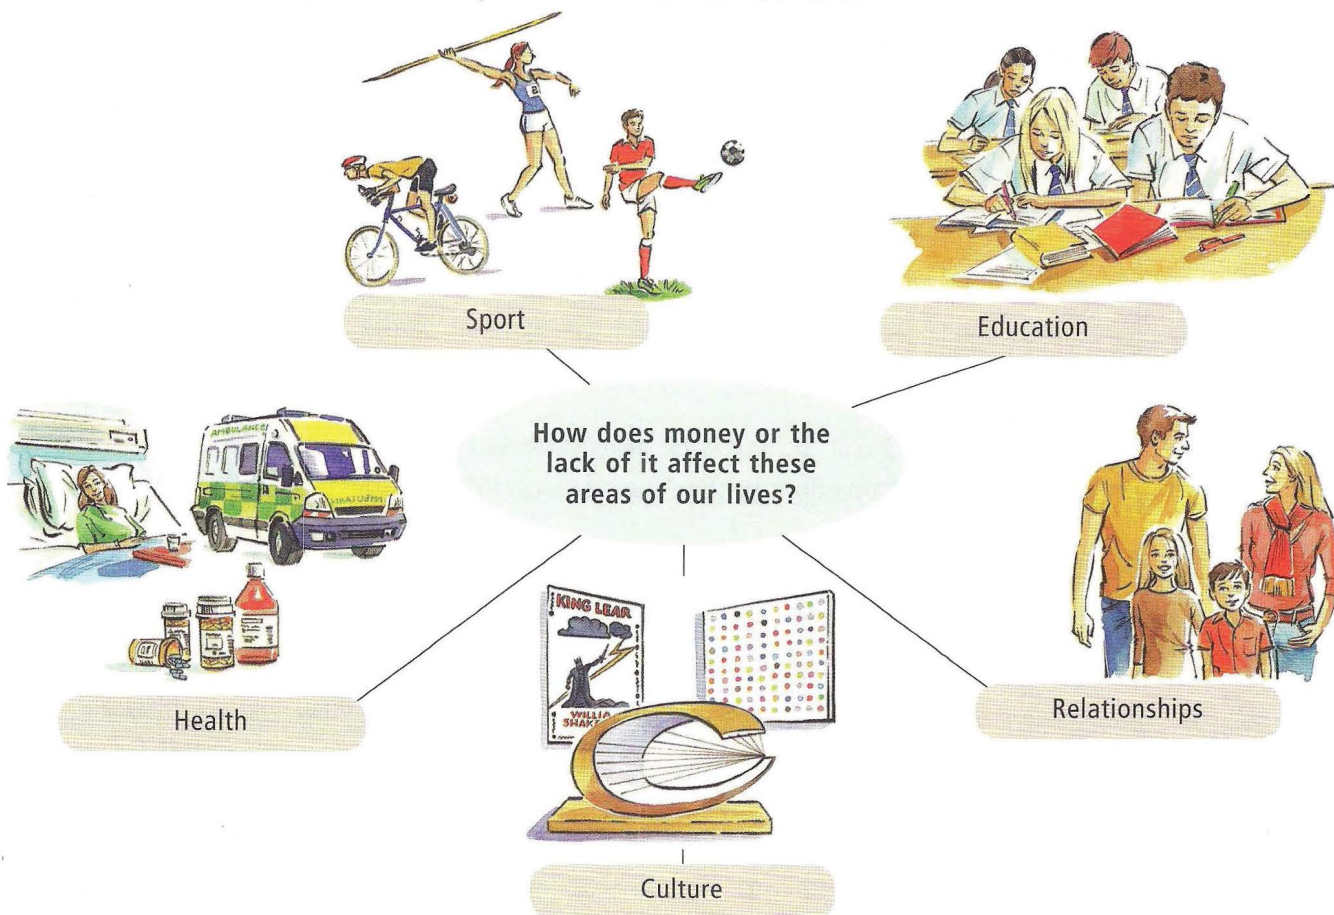 Sport
Education
How does money or the
lack of it affect these
areas of our lives?
AMBULANCE
Health
KING LEAR
Relationships
Culture